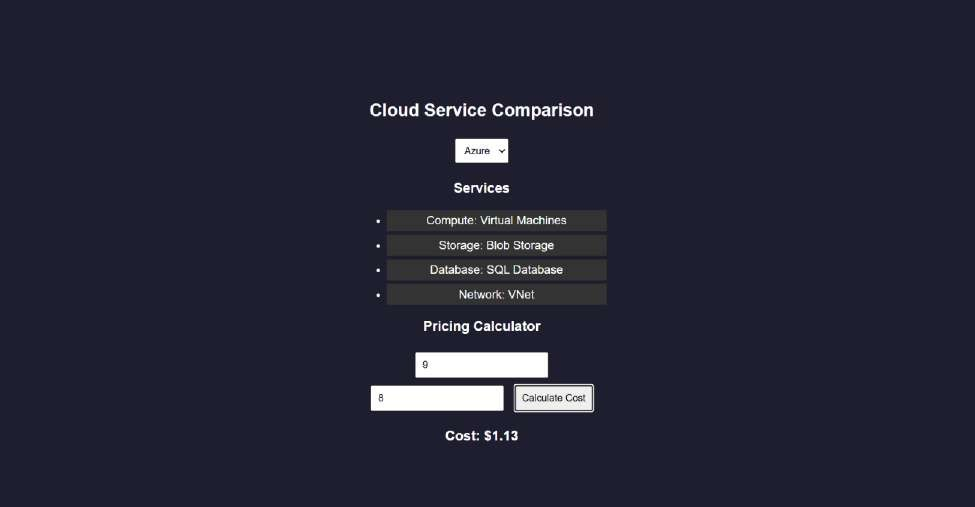 Cloud Service Comparison
Azure
Services
Compute: Virtual Machines
Storage: Blob Storage
Database: SQL Database
Network: VNet
Pricing Calculator
9
8
Calculate Cost
Cost: $1.13